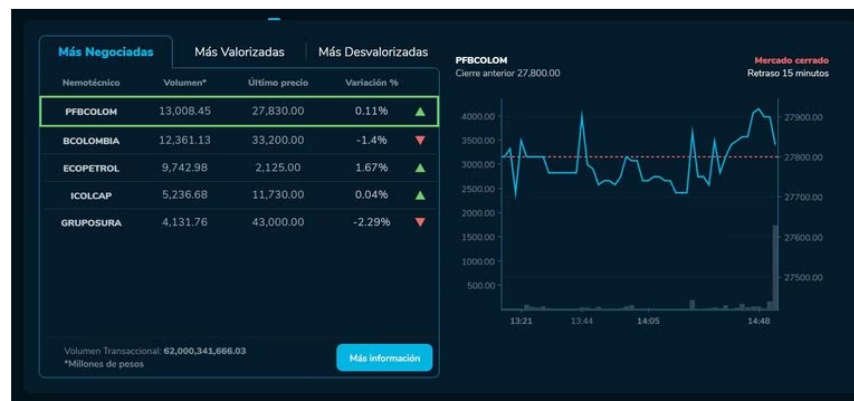 Más Negociadas Más Valorizadas Más Desvalorizadas
Nemotécnico Volumen* Último precio Variación %
PFBCOLOM 13,008.45 27,830.00 0.11%
BCOLOMBIA 12,361.13 33,200.00 -1.4%
ECOPETROL 9,742.98 2,125.00 1.67%
ICOLCAP 5,236.68 11,730.00 0.04%
GRUPOSURA 4,131.76 43,000.00 -2.29%
Volumen Transaccional: 62,000,341,666.03
*Millones de pesos
Más información
PFBCOLOM Mercado cerrado
Cierre anterior 27,800.00 Retraso 15 minutos
4000.00 27900.00
3500.00
3000.00 27800.00
2500.00 27700.00
2000.00
1500.00 27600.00
1000.00
500.00 27500.00
13:21 13:44 14:05 14:48